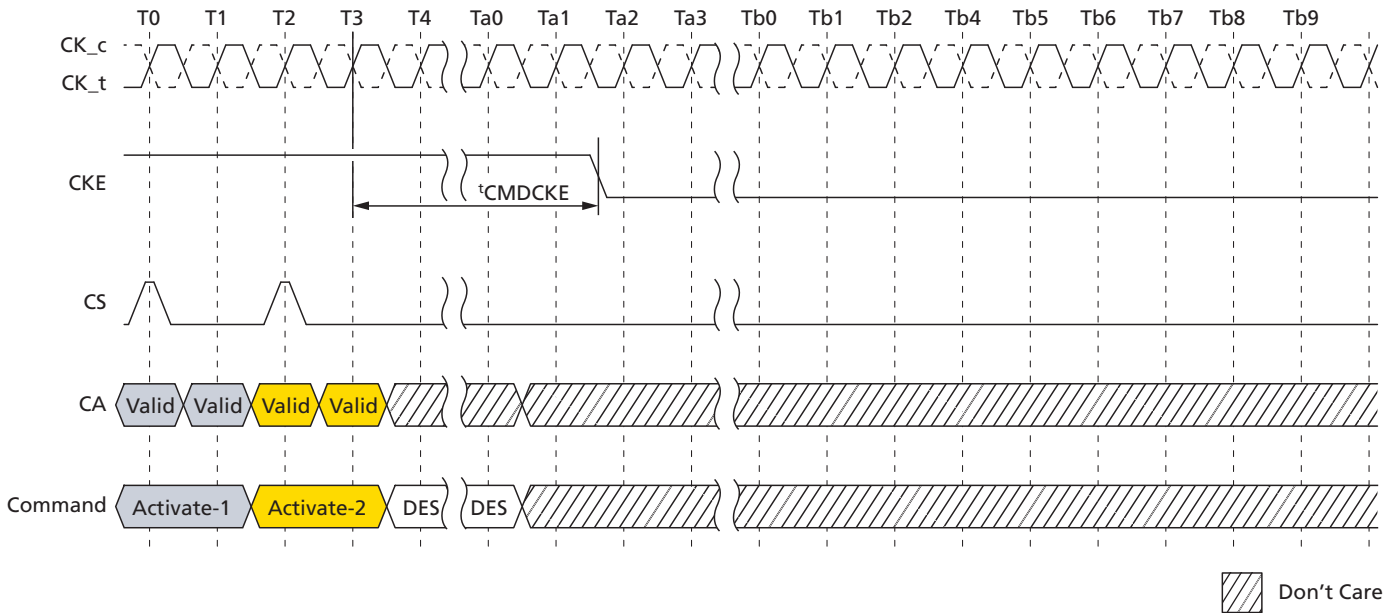 T0 T1 T2 T3 T4 Ta0 Ta1 Ta2 Ta3 Tb0 Tb1 Tb2 Tb4 Tb5 Tb6 Tb7 Tb8 Tb9
CK_c
CK_t
CKE
tCMDCKE
CS
CA Valid Valid Valid Valid
Command Activate-1 Activate-2 DES DES
Don't Care